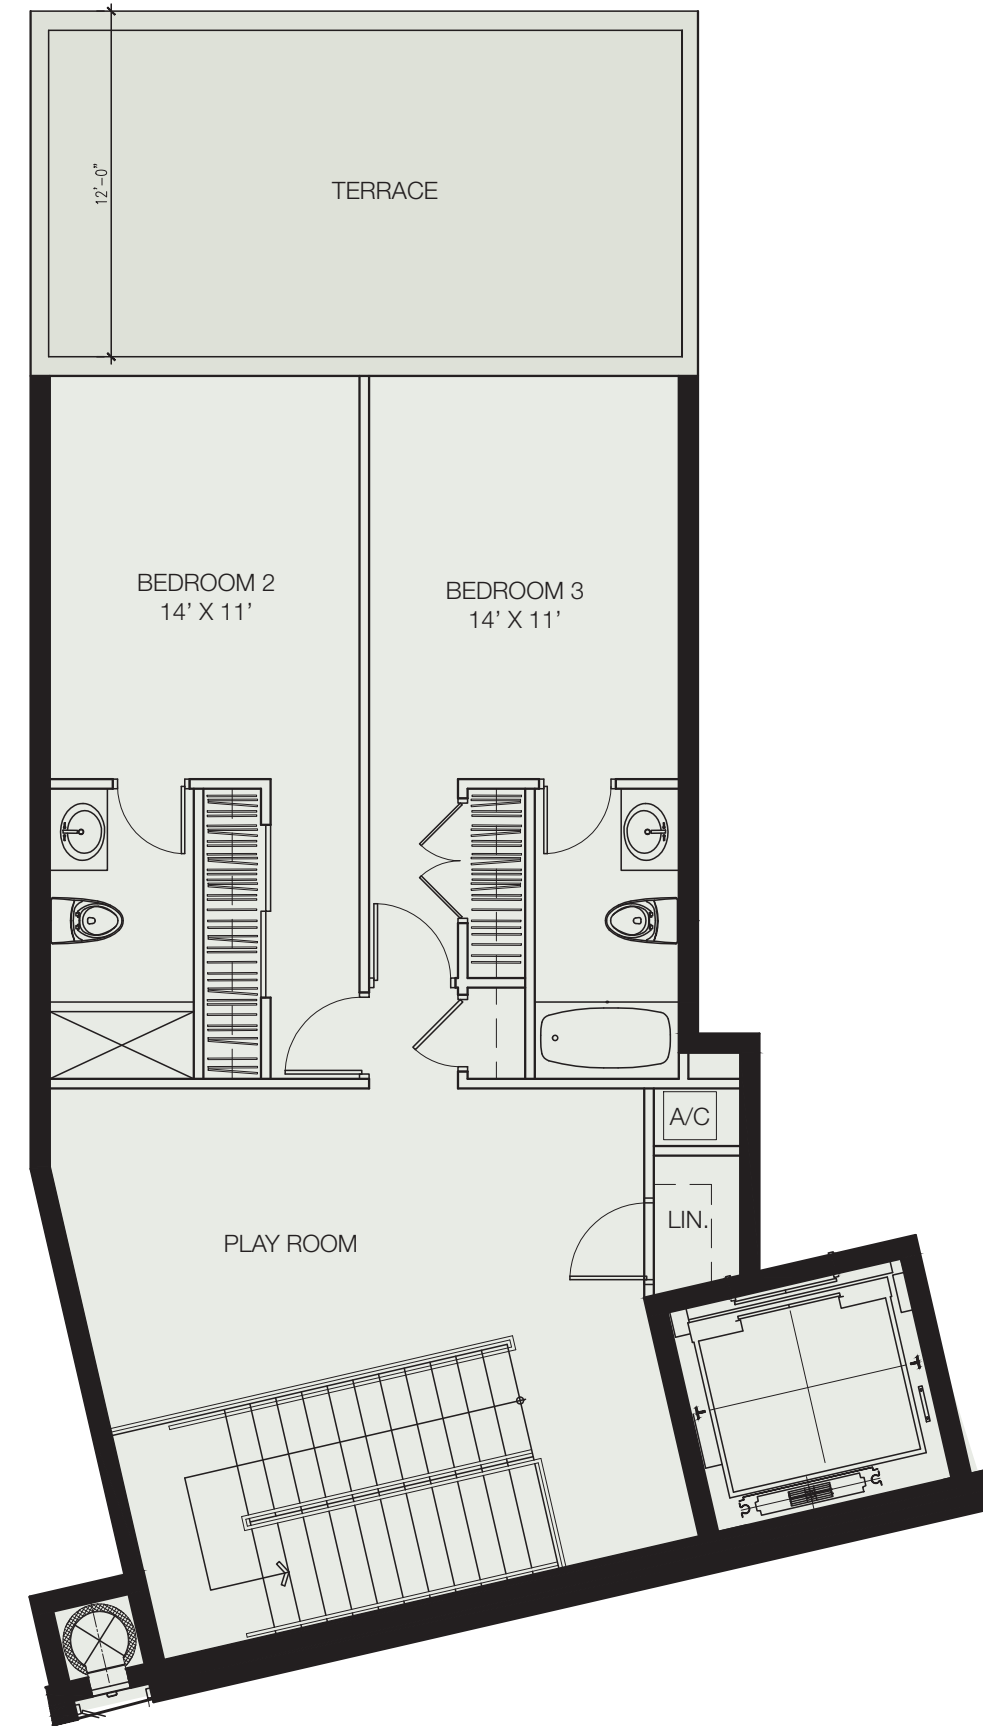 12'-0"
TERRACE
BEDROOM 2
14’ X 11’
BEDROOM 3
14’ X 11’
A/C
LIN.
PLAY ROOM